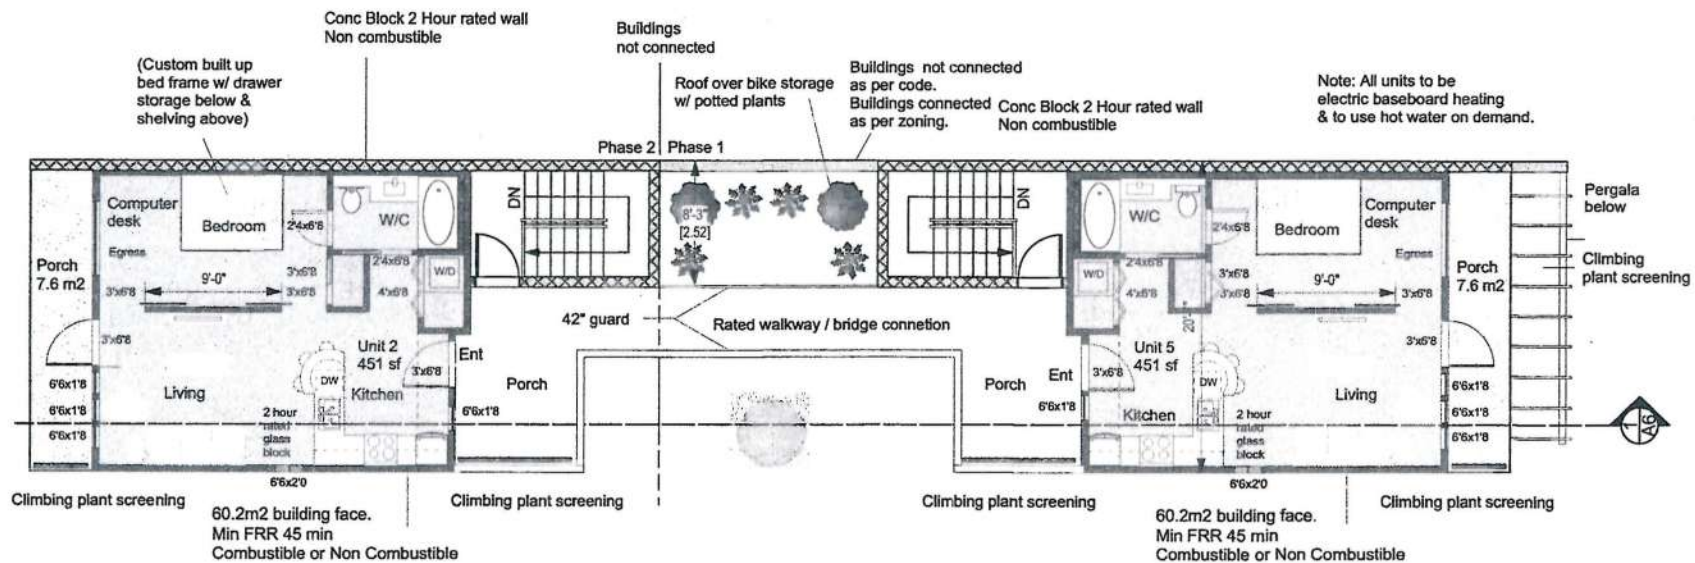 Conc Block 2 Hour rated wall
Non combustible
(Custom built up
bed frame w/ drawer
storage below &
shelving above)
Buildings
not connected
Roof over bike storage
w/ potted plants
Buildings not connected
as per code.
Buildings connected
as per zoning.
Conc Block 2 Hour rated wall
Non combustible
Note: All units to be
electric baseboard heating
& to use hot water on demand.
Phase 2
Phase 1
Computer
desk
Bedroom
2'4x6'8
W/C
DN
8'-3"
[2.52]
DN
W/C
2'4x6'8
Bedroom
Computer
desk
Pergala
below
Egress
Porch
7.6 m2
3'x6'8
9'-0"
3'x6'8
3'x6'8
2'4x6'8
4'x6'8
W/D
W/D
2'4x6'8
4'x6'8
3'x6'8
3'x6'8
9'-0"
Egress
3'x6'8
Porch
7.6 m2
Climbing
plant screening
3'x6'8
Unit 2
451 sf
Ent
3'x6'8
42" guard
Rated walkway / bridge connetion
Unit 5
451 sf
Ent
3'x6'8
3'x6'8
Living
DW
Kitchen
Porch
Porch
Kitchen
DW
Living
6'6x1'8
6'6x1'8
6'6x1'8
2 hour
rated
glass
block
6'6x1'8
6'6x1'8
2 hour
rated
glass
block
6'6x1'8
6'6x1'8
6'6x1'8
1
A6
6'6x2'0
6'6x2'0
Climbing plant screening
Climbing plant screening
Climbing plant screening
Climbing plant screening
60.2m2 building face.
Min FRR 45 min
Combustible or Non Combustible
60.2m2 building face.
Min FRR 45 min
Combustible or Non Combustible